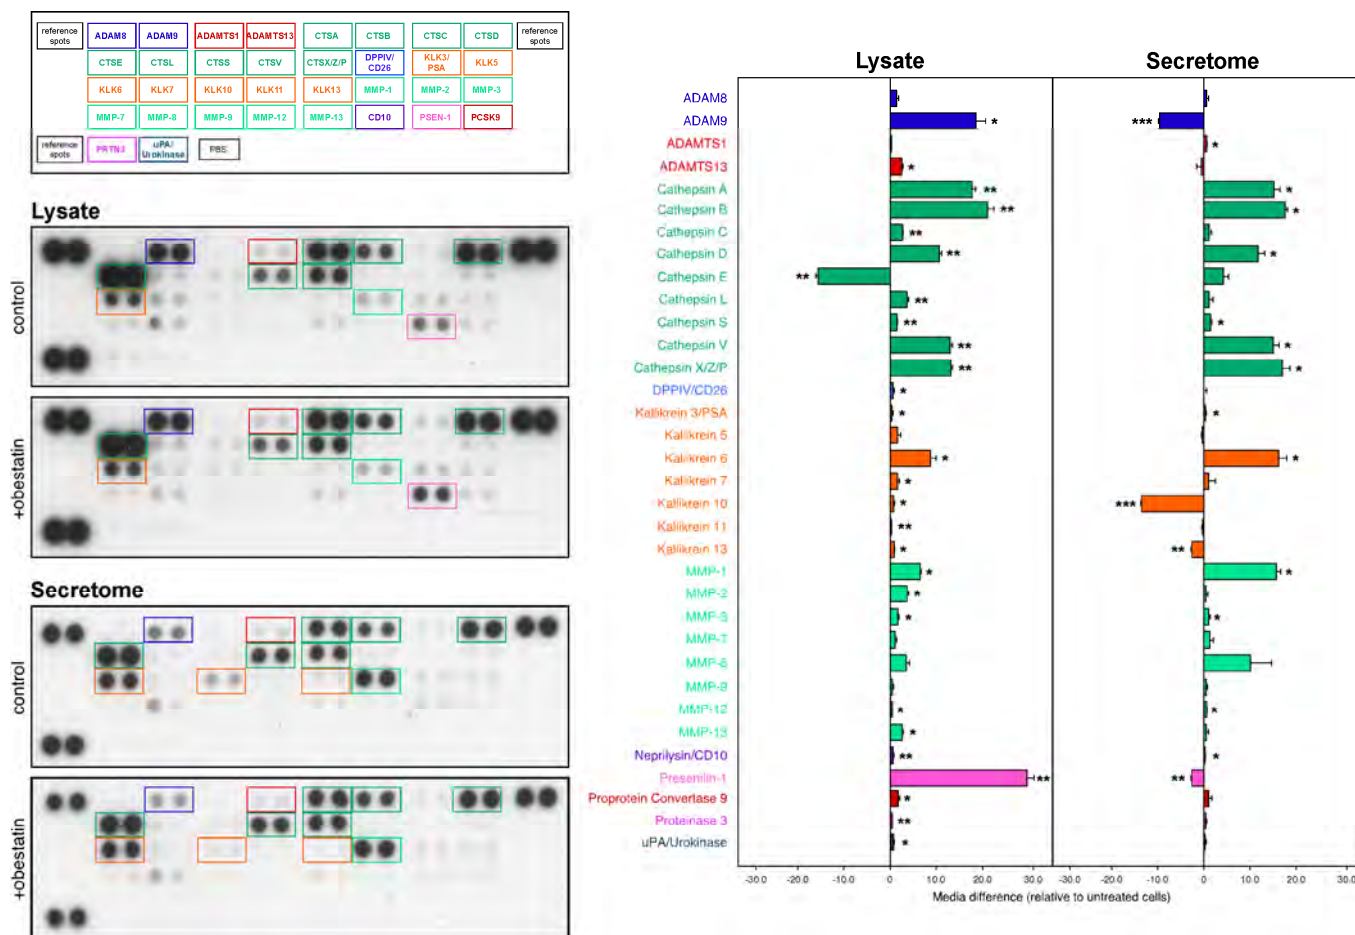 reference spots
ADAM8
ADAM9
ADAMTS1
ADAMTS13
CTSA
CTSB
CTSC
CTSD
reference spots
CTSE
CTSL
CTSS
CTSV
CTSX/Z/P
DPPIV/ CD26
KLK3/ PSA
KLK5
KLK6
KLK7
KLK10
KLK11
KLK13
MMP-1
MMP-2
MMP-3
MMP-7
MMP-8
MMP-9
MMP-12
MMP-13
CD10
PSEN-1
PCSK9
reference spots
PRTN3
uPA/ Urokinase
PBS
Lysate
control
+obestatin
Secretome
control
+obestatin
Lysate
Secretome
ADAM8
ADAM9 * ***
ADAMTS1 *
ADAMTS13 *
Cathepsin A ** *
Cathepsin B ** *
Cathepsin C **
Cathepsin D ** *
Cathepsin E **
Cathepsin L **
Cathepsin S ** *
Cathepsin V ** *
Cathepsin X/Z/P ** *
DPPIV/CD26 *
Kallikrein 3/PSA * *
Kallikrein 5
Kallikrein 6 * *
Kallikrein 7 *
Kallikrein 10 * ***
Kallikrein 11 **
Kallikrein 13 * **
MMP-1 * *
MMP-2 *
MMP-3 * *
MMP-7
MMP-8
MMP-9
MMP-12 * *
MMP-13 *
Neprilysin/CD10 ** *
Presenilin-1 ** **
Proprotein Convertase 9 *
Proteinase 3 **
uPA/Urokinase *
-30.0 -20.0 -10.0 0 10.0 20.0 30.0 -30.0 -20.0 -10.0 0 10.0 20.0
Media difference (relative to untreated cells)